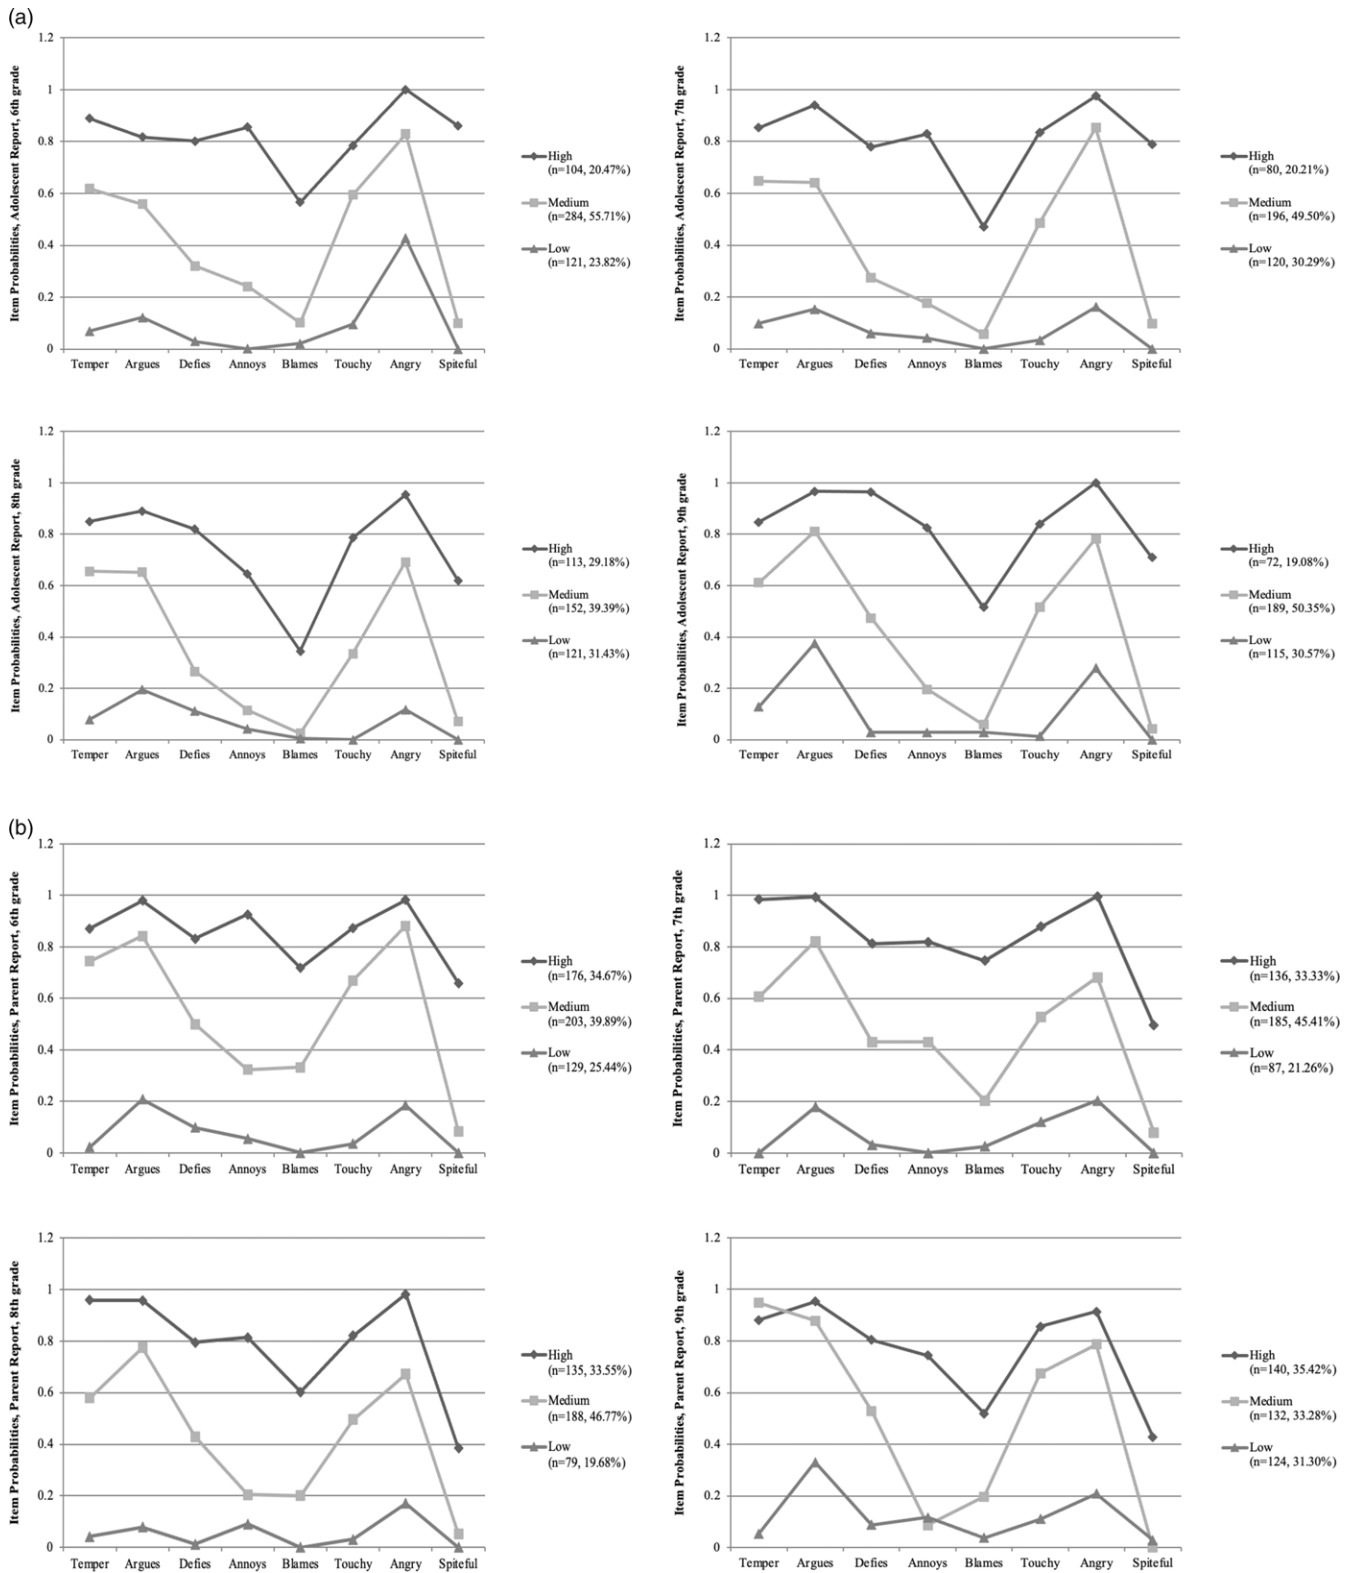 (a)
Item Probabilities, Adolescent Report, 6th grade
1.2
1
0.8
0.6
0.4
0.2
0
Temper Argues Defies Annoys Blames Touchy Angry Spiteful
High
(n=104, 20.47%)
Medium
(n=284, 55.71%)
Low
(n=121, 23.82%)
Item Probabilities, Adolescent Report, 7th grade
1.2
1
0.8
0.6
0.4
0.2
0
Temper Argues Defies Annoys Blames Touchy Angry Spiteful
High
(n=80, 20.21%)
Medium
(n=196, 49.50%)
Low
(n=120, 30.29%)
Item Probabilities, Adolescent Report, 8th grade
1.2
1
0.8
0.6
0.4
0.2
0
Temper Argues Defies Annoys Blames Touchy Angry Spiteful
High
(n=113, 29.18%)
Medium
(n=152, 39.39%)
Low
(n=121, 31.43%)
Item Probabilities, Adolescent Report, 9th grade
1.2
1
0.8
0.6
0.4
0.2
0
Temper Argues Defies Annoys Blames Touchy Angry Spiteful
High
(n=72, 19.08%)
Medium
(n=189, 50.35%)
Low
(n=115, 30.57%)
(b)
Item Probabilities, Parent Report, 6th grade
1.2
1
0.8
0.6
0.4
0.2
0
Temper Argues Defies Annoys Blames Touchy Angry Spiteful
High
(n=176, 34.67%)
Medium
(n=203, 39.89%)
Low
(n=129, 25.44%)
Item Probabilities, Parent Report, 7th grade
1.2
1
0.8
0.6
0.4
0.2
0
Temper Argues Defies Annoys Blames Touchy Angry Spiteful
High
(n=136, 33.33%)
Medium
(n=185, 45.41%)
Low
(n=87, 21.26%)
Item Probabilities, Parent Report, 8th grade
1.2
1
0.8
0.6
0.4
0.2
0
Temper Argues Defies Annoys Blames Touchy Angry Spiteful
High
(n=135, 33.55%)
Medium
(n=188, 46.77%)
Low
(n=79, 19.68%)
Item Probabilities, Parent Report, 9th grade
1.2
1
0.8
0.6
0.4
0.2
0
Temper Argues Defies Annoys Blames Touchy Angry Spiteful
High
(n=140, 35.42%)
Medium
(n=132, 33.28%)
Low
(n=124, 31.30%)